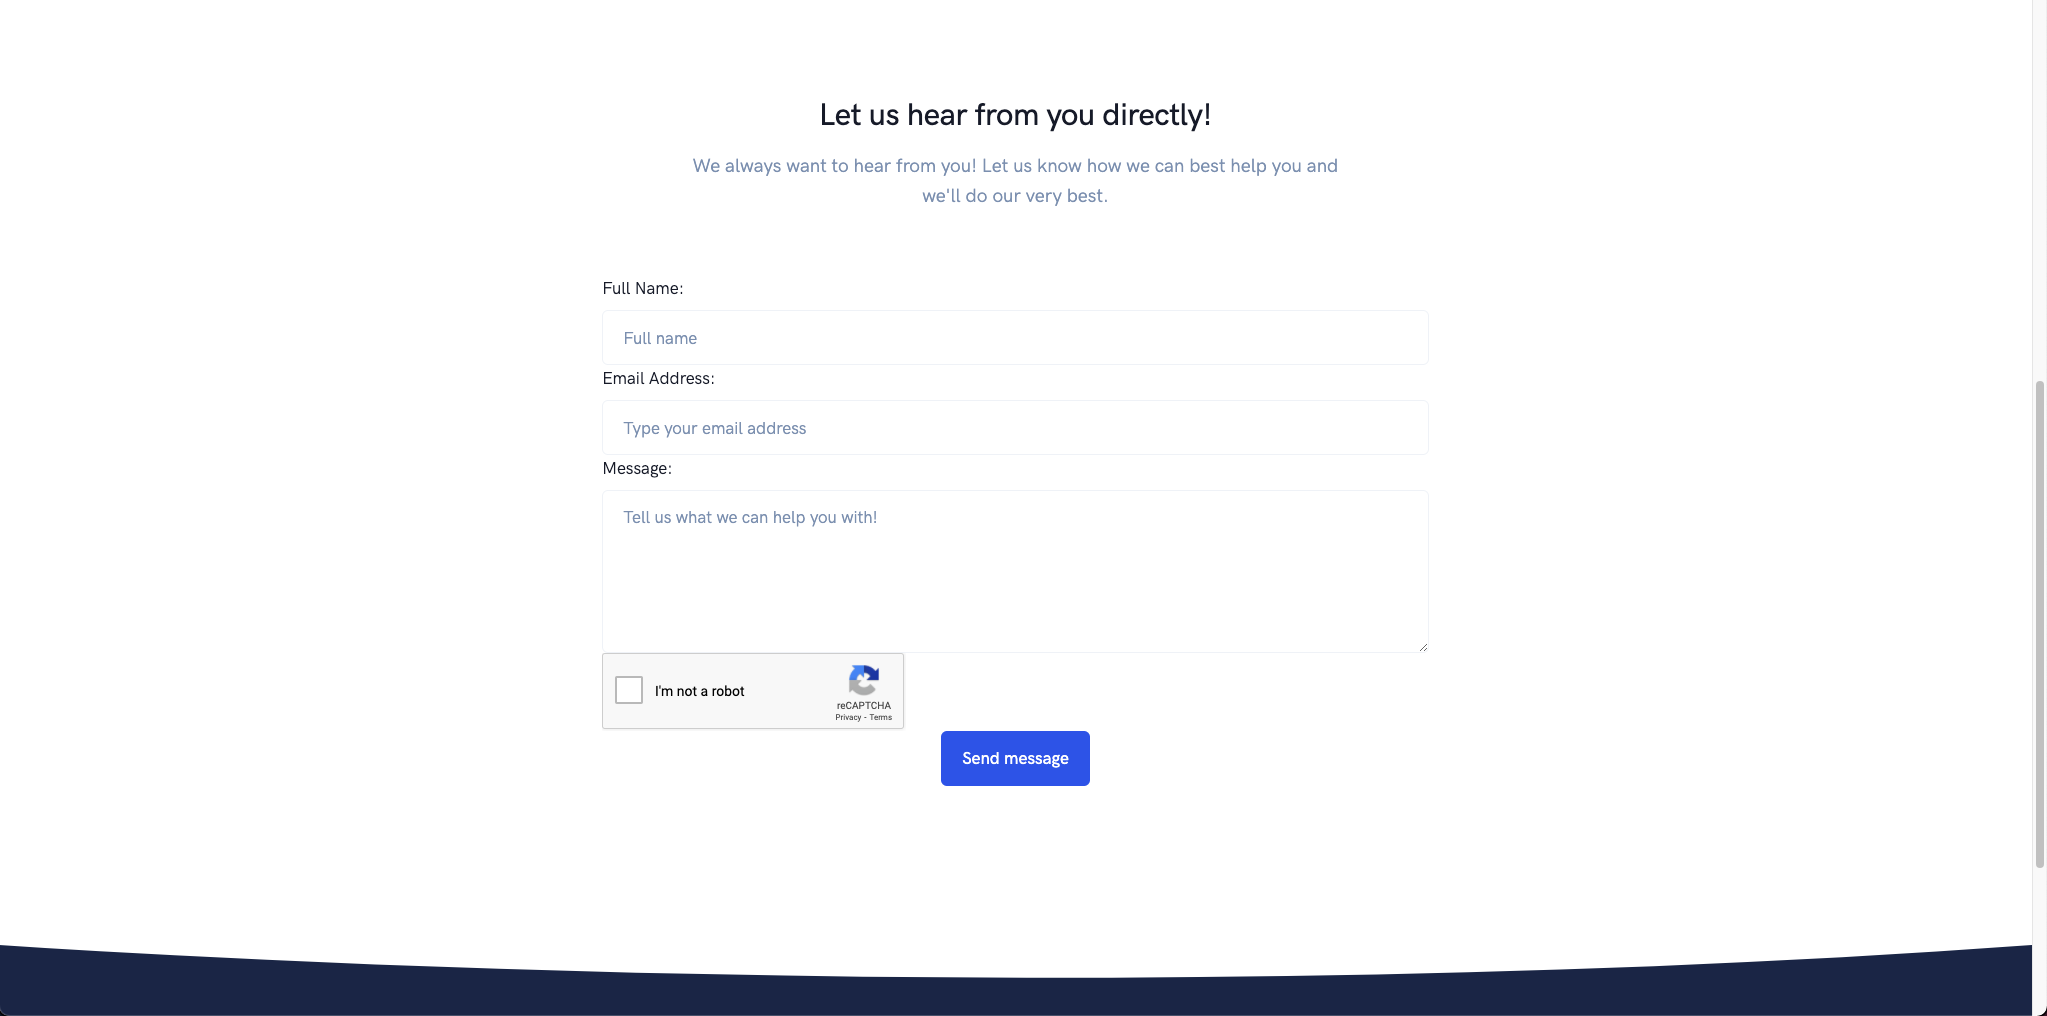 Let us hear from you directly!
We always want to hear from you! Let us know how we can best help you and
we'll do our very best.
Full Name:
Full name
Email Address:
Type your email address
Message:
Tell us what we can help you with!
I'm not a robot
reCAPTCHA
Privacy - Terms
Send message